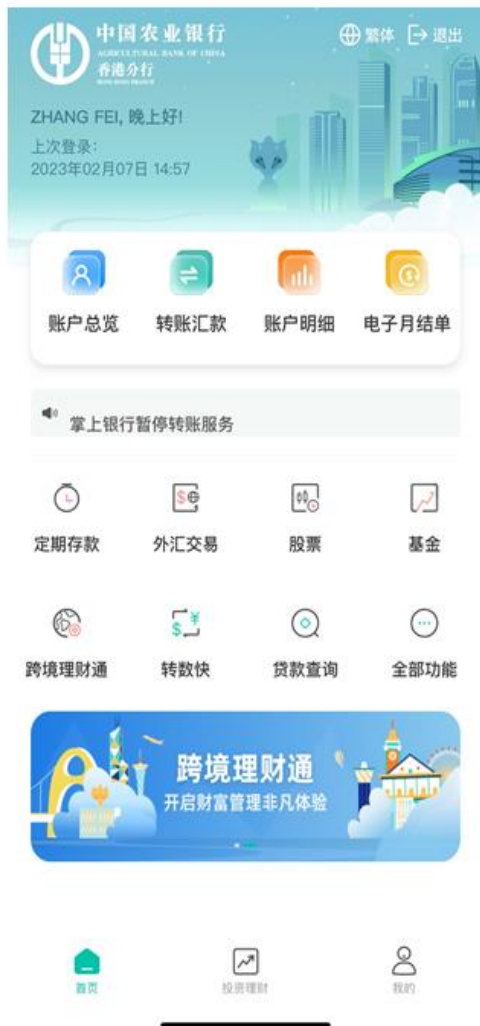 中国农业银行
AGRICULTURAL BANK OF CHINA
香港分行
HONG KONG BRANCH
繁体 退出
ZHANG FEI, 晚上好!
上次登录:
2023年02月07日 14:57
账户总览 转账汇款 账户明细 电子月结单
掌上银行暂停转账服务
定期存款 外汇交易 股票 基金
跨境理财通 转数快 贷款查询 全部功能
跨境理财通
开启财富管理非凡体验
首页 投资理财 我的